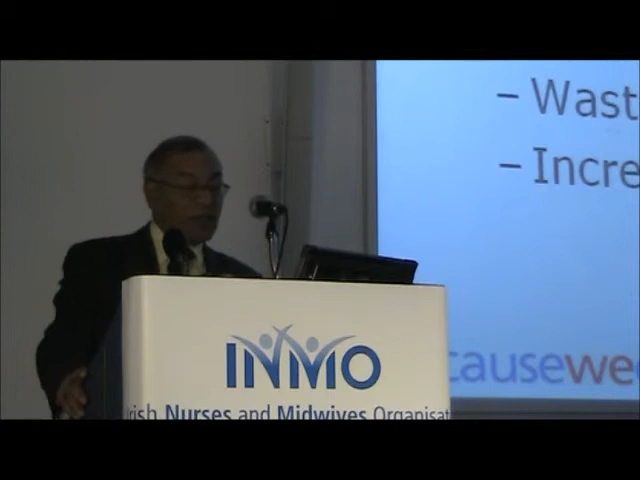 – Wast
– Incre
causewe
INMO
Irish Nurses and Midwives Organisat